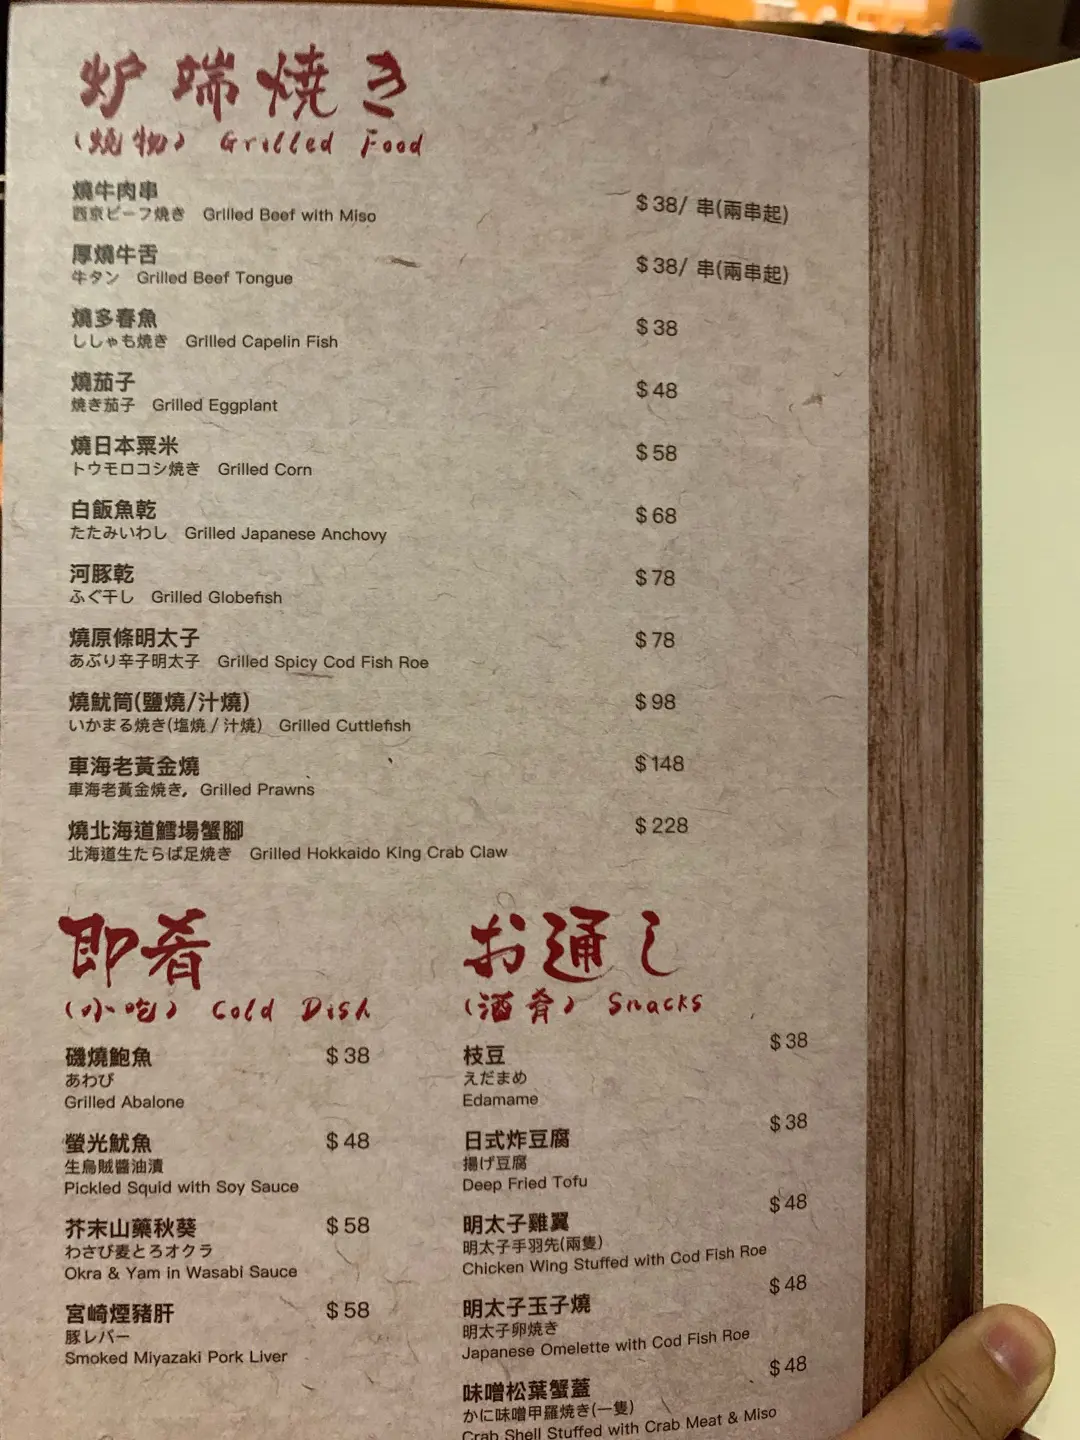 炉端焼き
(燒物) Grilled Food
燒牛肉串
西京ビーフ焼き Grilled Beef with Miso
$38/ 串(兩串起)
厚燒牛舌
牛タン Grilled Beef Tongue
$38/ 串(兩串起)
燒多春魚
ししゃも焼き Grilled Capelin Fish
$38
燒茄子
焼き茄子 Grilled Eggplant
$48
燒日本粟米
トウモロコシ焼き Grilled Corn
$58
白飯魚乾
たたみいわし Grilled Japanese Anchovy
$68
河豚乾
ふぐ干し Grilled Globefish
$78
燒原條明太子
あぶり辛子明太子 Grilled Spicy Cod Fish Roe
$78
燒魷筒(鹽燒/汁燒)
いかまる焼き(塩焼 / 汁焼) Grilled Cuttlefish
$98
車海老黃金燒
車海老黃金焼き, Grilled Prawns
$148
燒北海道鱈場蟹腳
北海道生たらば足焼き Grilled Hokkaido King Crab Claw
$228
即肴
(小吃) Cold Dish
磯燒鮑魚 $38
あわび
Grilled Abalone
螢光魷魚 $48
生烏賊醬油漬
Pickled Squid with Soy Sauce
芥末山藥秋葵 $58
わさび麦とろオクラ
Okra & Yam in Wasabi Sauce
宮崎煙豬肝 $58
豚レバー
Smoked Miyazaki Pork Liver
お通し
(酒肴) Snacks
枝豆 $38
えだまめ
Edamame
日式炸豆腐 $38
揚げ豆腐
Deep Fried Tofu
明太子雞翼 $48
明太子手羽先(兩隻)
Chicken Wing Stuffed with Cod Fish Roe
明太子玉子燒 $48
明太子卵焼き
Japanese Omelette with Cod Fish Roe
味噌松葉蟹蓋 $48
かに味噌甲羅焼き(一隻)
Crab Shell Stuffed with Crab Meat & Miso